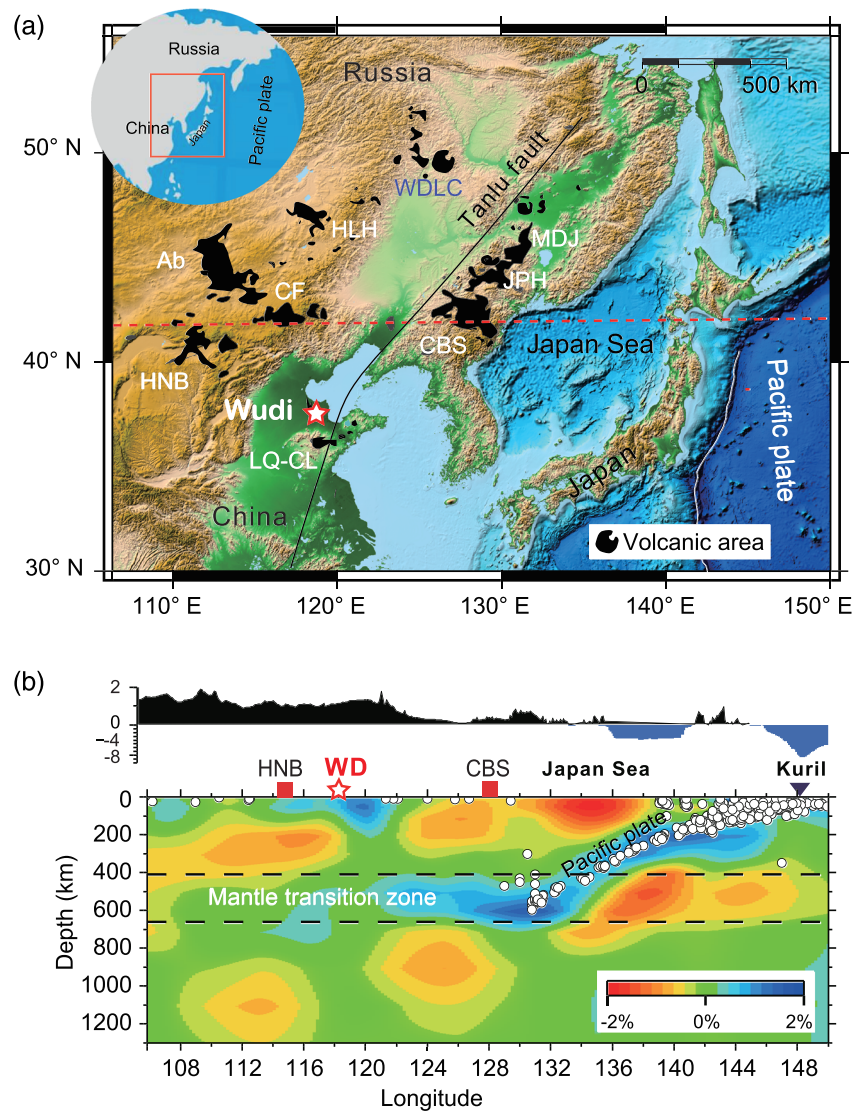 (a)
Russia
China
Japan
Pacific plate
Russia
0 500 km
50° N
WDLC
Tanlu fault
HLH
MDJ
Ab
JPH
CF
CBS
Japan Sea
40° N
HNB
Pacific plate
Wudi
LQ-CL
Japan
China
Volcanic area
30° N
110° E 120° E 130° E 140° E 150° E
(b)
2
0
−4
-8
HNB WD CBS Japan Sea Kuril
0
200
400
600
800
1000
1200
Depth (km)
Pacific plate
Mantle transition zone
-2% 0% 2%
108 112 116 120 124 128 132 136 140 144 148
Longitude